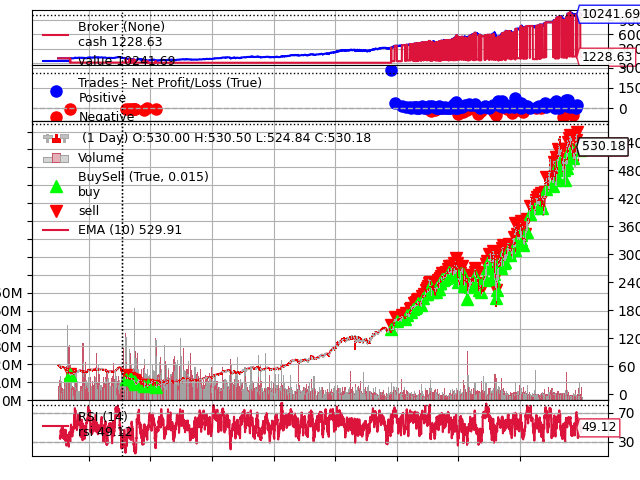 Broker (None)
cash 1228.63
value 10241.69
10241.69
1228.63
Trades - Net Profit/Loss (True)
Positive
Negative
150
0
(1 Day) O:530.00 H:530.50 L:524.84 C:530.18
Volume
BuySell (True, 0.015)
buy
sell
EMA (10) 529.91
530.18
480
420
360
300
240
180
120
60
0
0M
RSI (14)
rsi 49.12
70
49.12
30